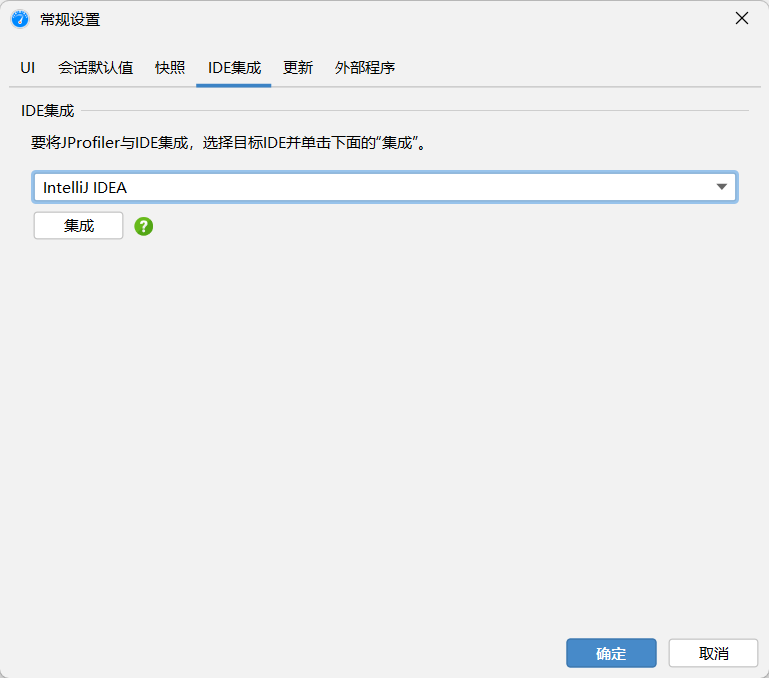 常规设置
UI 会话默认值 快照 IDE集成 更新 外部程序
IDE集成
要将JProfiler与IDE集成，选择目标IDE并单击下面的“集成”。
IntelliJ IDEA
集成 ?
确定 取消